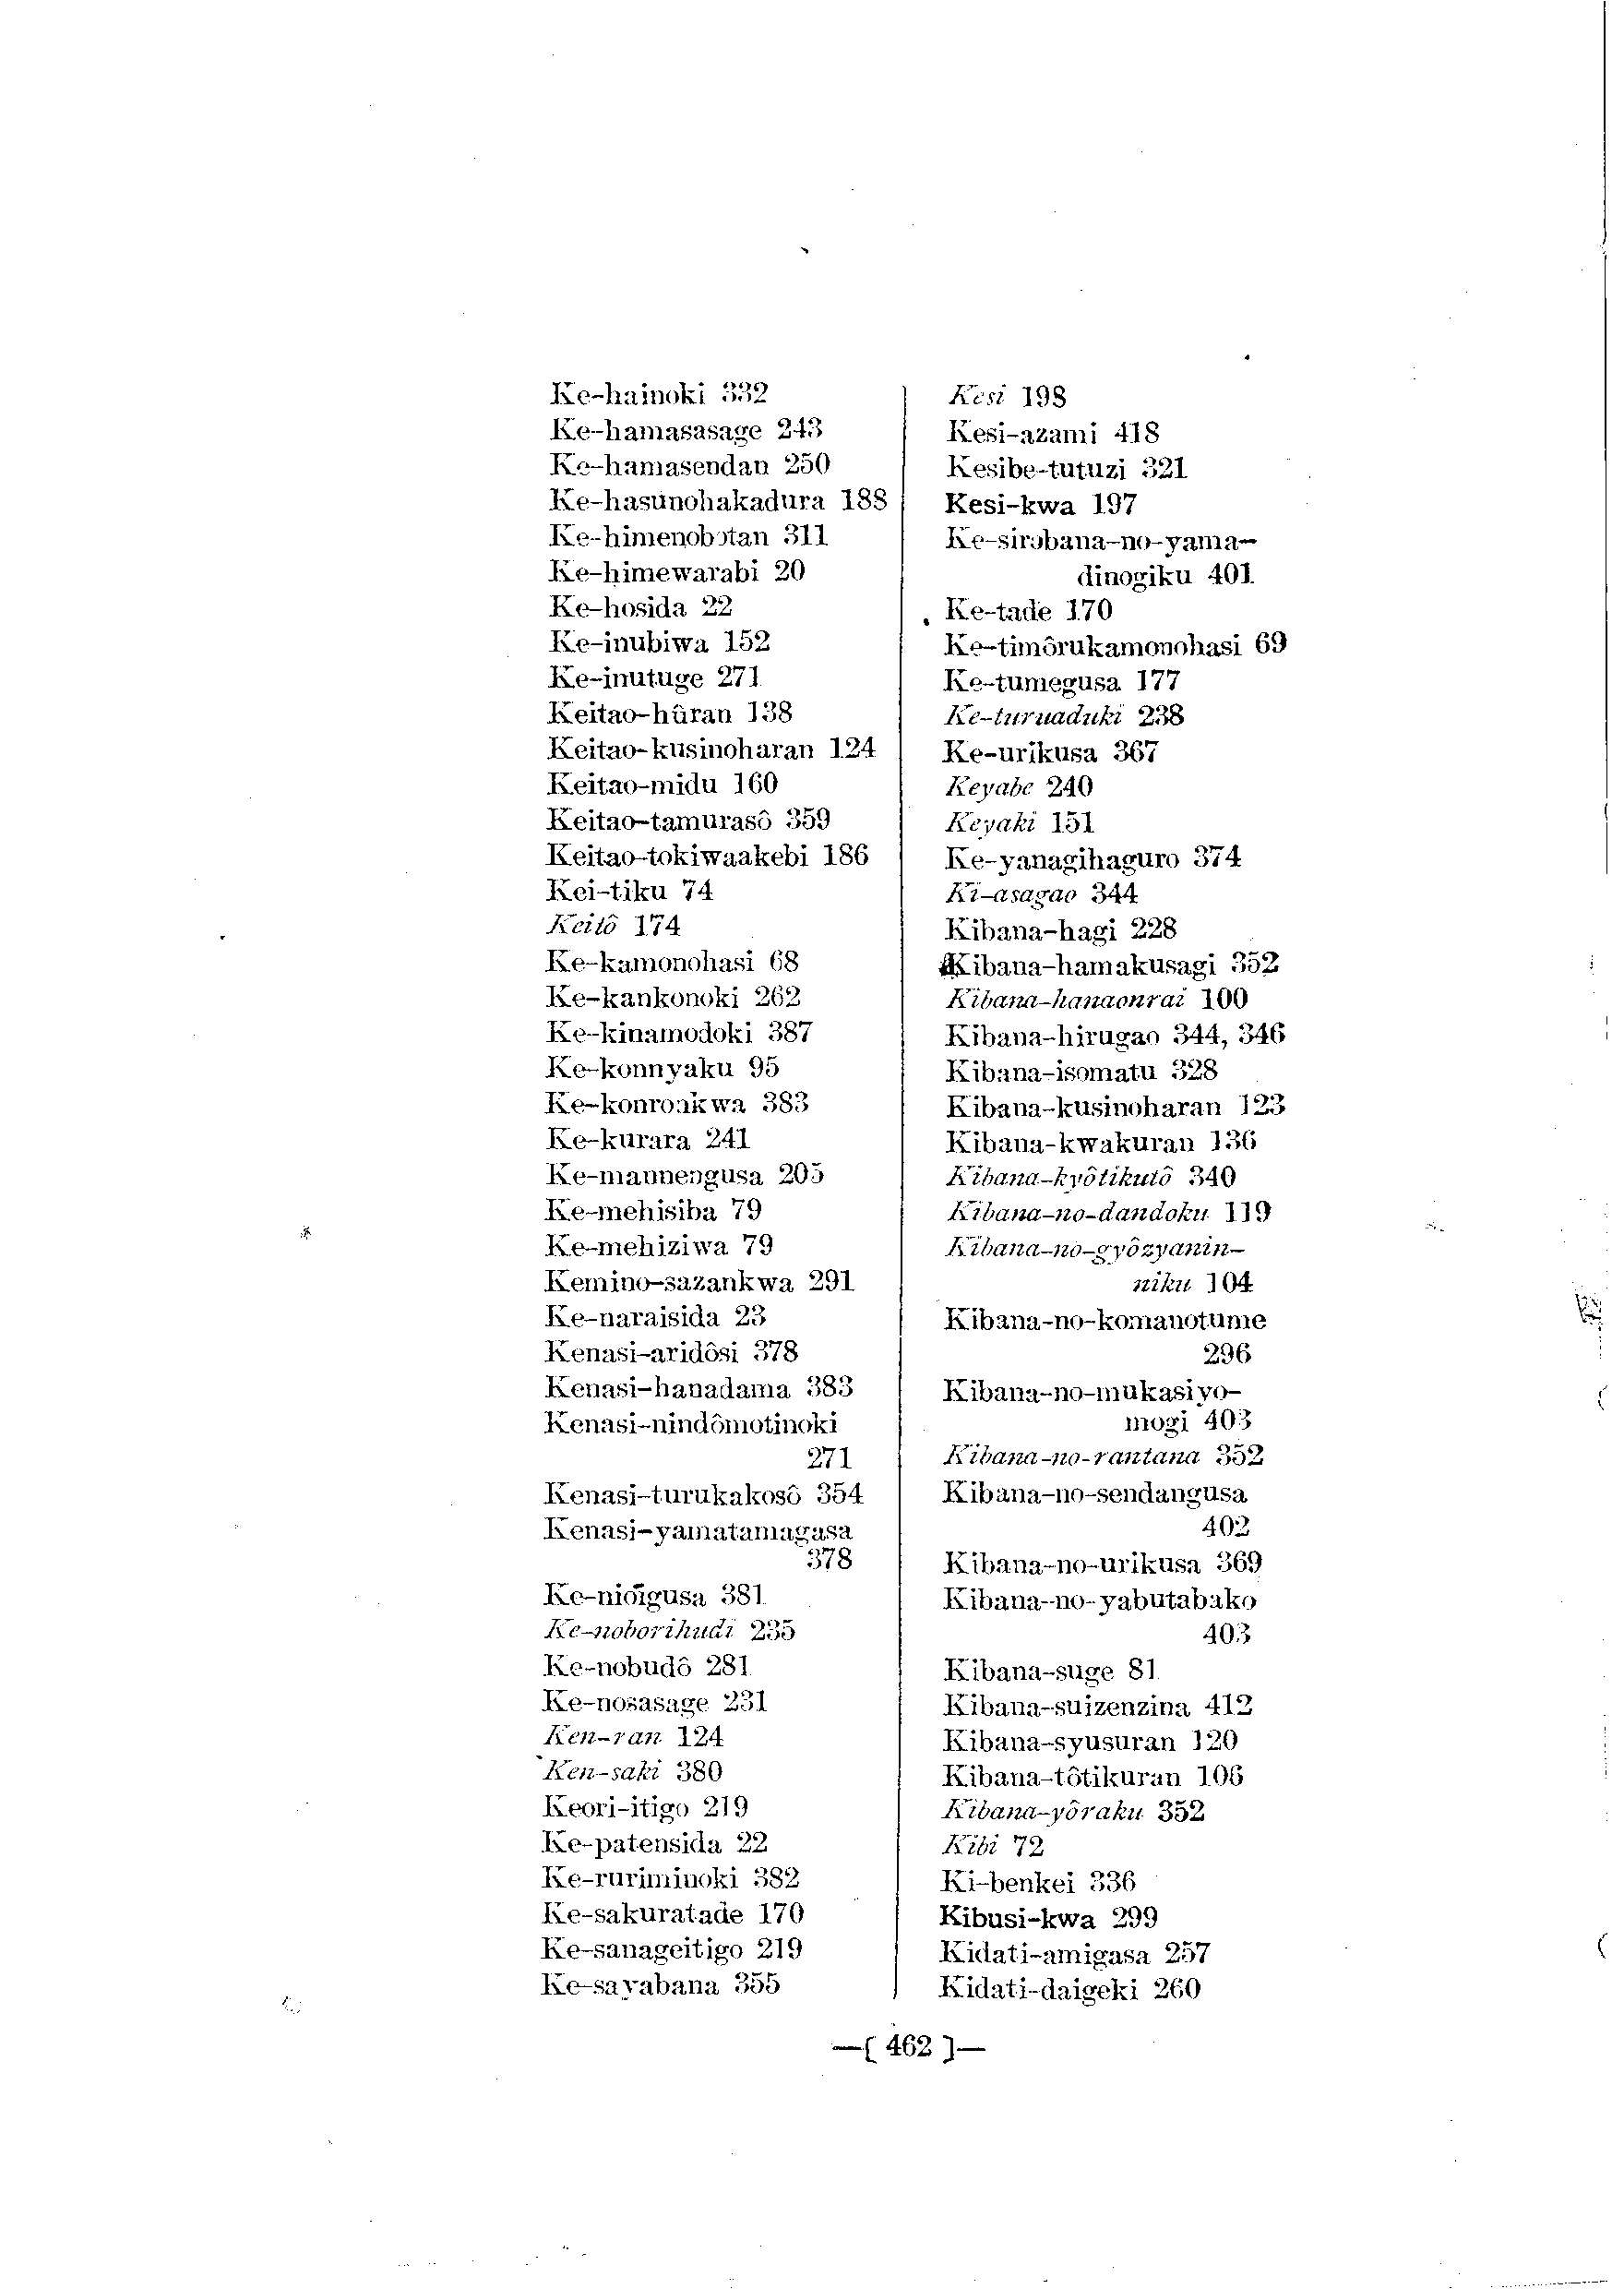 Ke-hainoki 332
Ke-hamasasage 243
Ke-hamasendan 250
Ke-hasunohakadura 188
Ke-himenobotan 311
Ke-himewarabi 20
Ke-hosida 22
Ke-inubiwa 152
Ke-inutuge 271
Keitao-hûran 138
Keitao-kusinoharan 124
Keitao-midu 160
Keitao-tamurasô 359
Keitao-tokiwaakebi 186
Kei-tiku 74
Keitô 174
Ke-kamonohasi 68
Ke-kankonoki 262
Ke-kinamodoki 387
Ke-konnyaku 95
Ke-konronkwa 383
Ke-kurara 241
Ke-mannengusa 205
Ke-mehisiba 79
Ke-mehiziwa 79
Kemino-sazankwa 291
Ke-naraisida 23
Kenasi-aridôsi 378
Kenasi-hanadama 383
Kenasi-nindômotinoki
271
Kenasi-turukakosô 354
Kenasi-yamatamagasa
378
Ke-nioigusa 381
Ke-noborihudi 235
Ke-nobudô 281
Ke-nosasage 231
Ken-ran 124
Ken-saki 380
Keori-itigo 219
Ke-patensida 22
Ke-ruriminoki 382
Ke-sakuratade 170
Ke-sanageitigo 219
Ke-sayabana 355
Kesi 198
Kesi-azami 418
Kesibe-tutuzi 321
Kesi-kwa 197
Ke-sirobana-no-yama-
dinogiku 401
Ke-tade 170
Ke-timôrukamonohasi 69
Ke-tumegusa 177
Ke-turuaduki 238
Ke-urikusa 367
Keyabe 240
Keyaki 151
Ke-yanagihaguro 374
Ki-asagao 344
Kibana-hagi 228
Kibana-hamakusagi 352
Kibana-hanaonrai 100
Kibana-hirugao 344, 346
Kibana-isomatu 328
Kibana-kusinoharan 123
Kibana-kwakuran 136
Kibana-kyôtikutô 340
Kibana-no-dandoku 119
Kibana-no-gyôzyanin-
niku 104
Kibana-no-komanotume
296
Kibana-no-mukasiyo-
mogi 403
Kibana-no-rantana 352
Kibana-no-sendangusa
402
Kibana-no-urikusa 369
Kibana-no-yabutabako
403
Kibana-suge 81
Kibana-suizenzina 412
Kibana-syusuran 120
Kibana-tôtikuran 106
Kibana-yôraku 352
Kibi 72
Ki-benkei 336
Kibusi-kwa 299
Kidati-amigasa 257
Kidati-daigeki 260
—[ 462 ]—